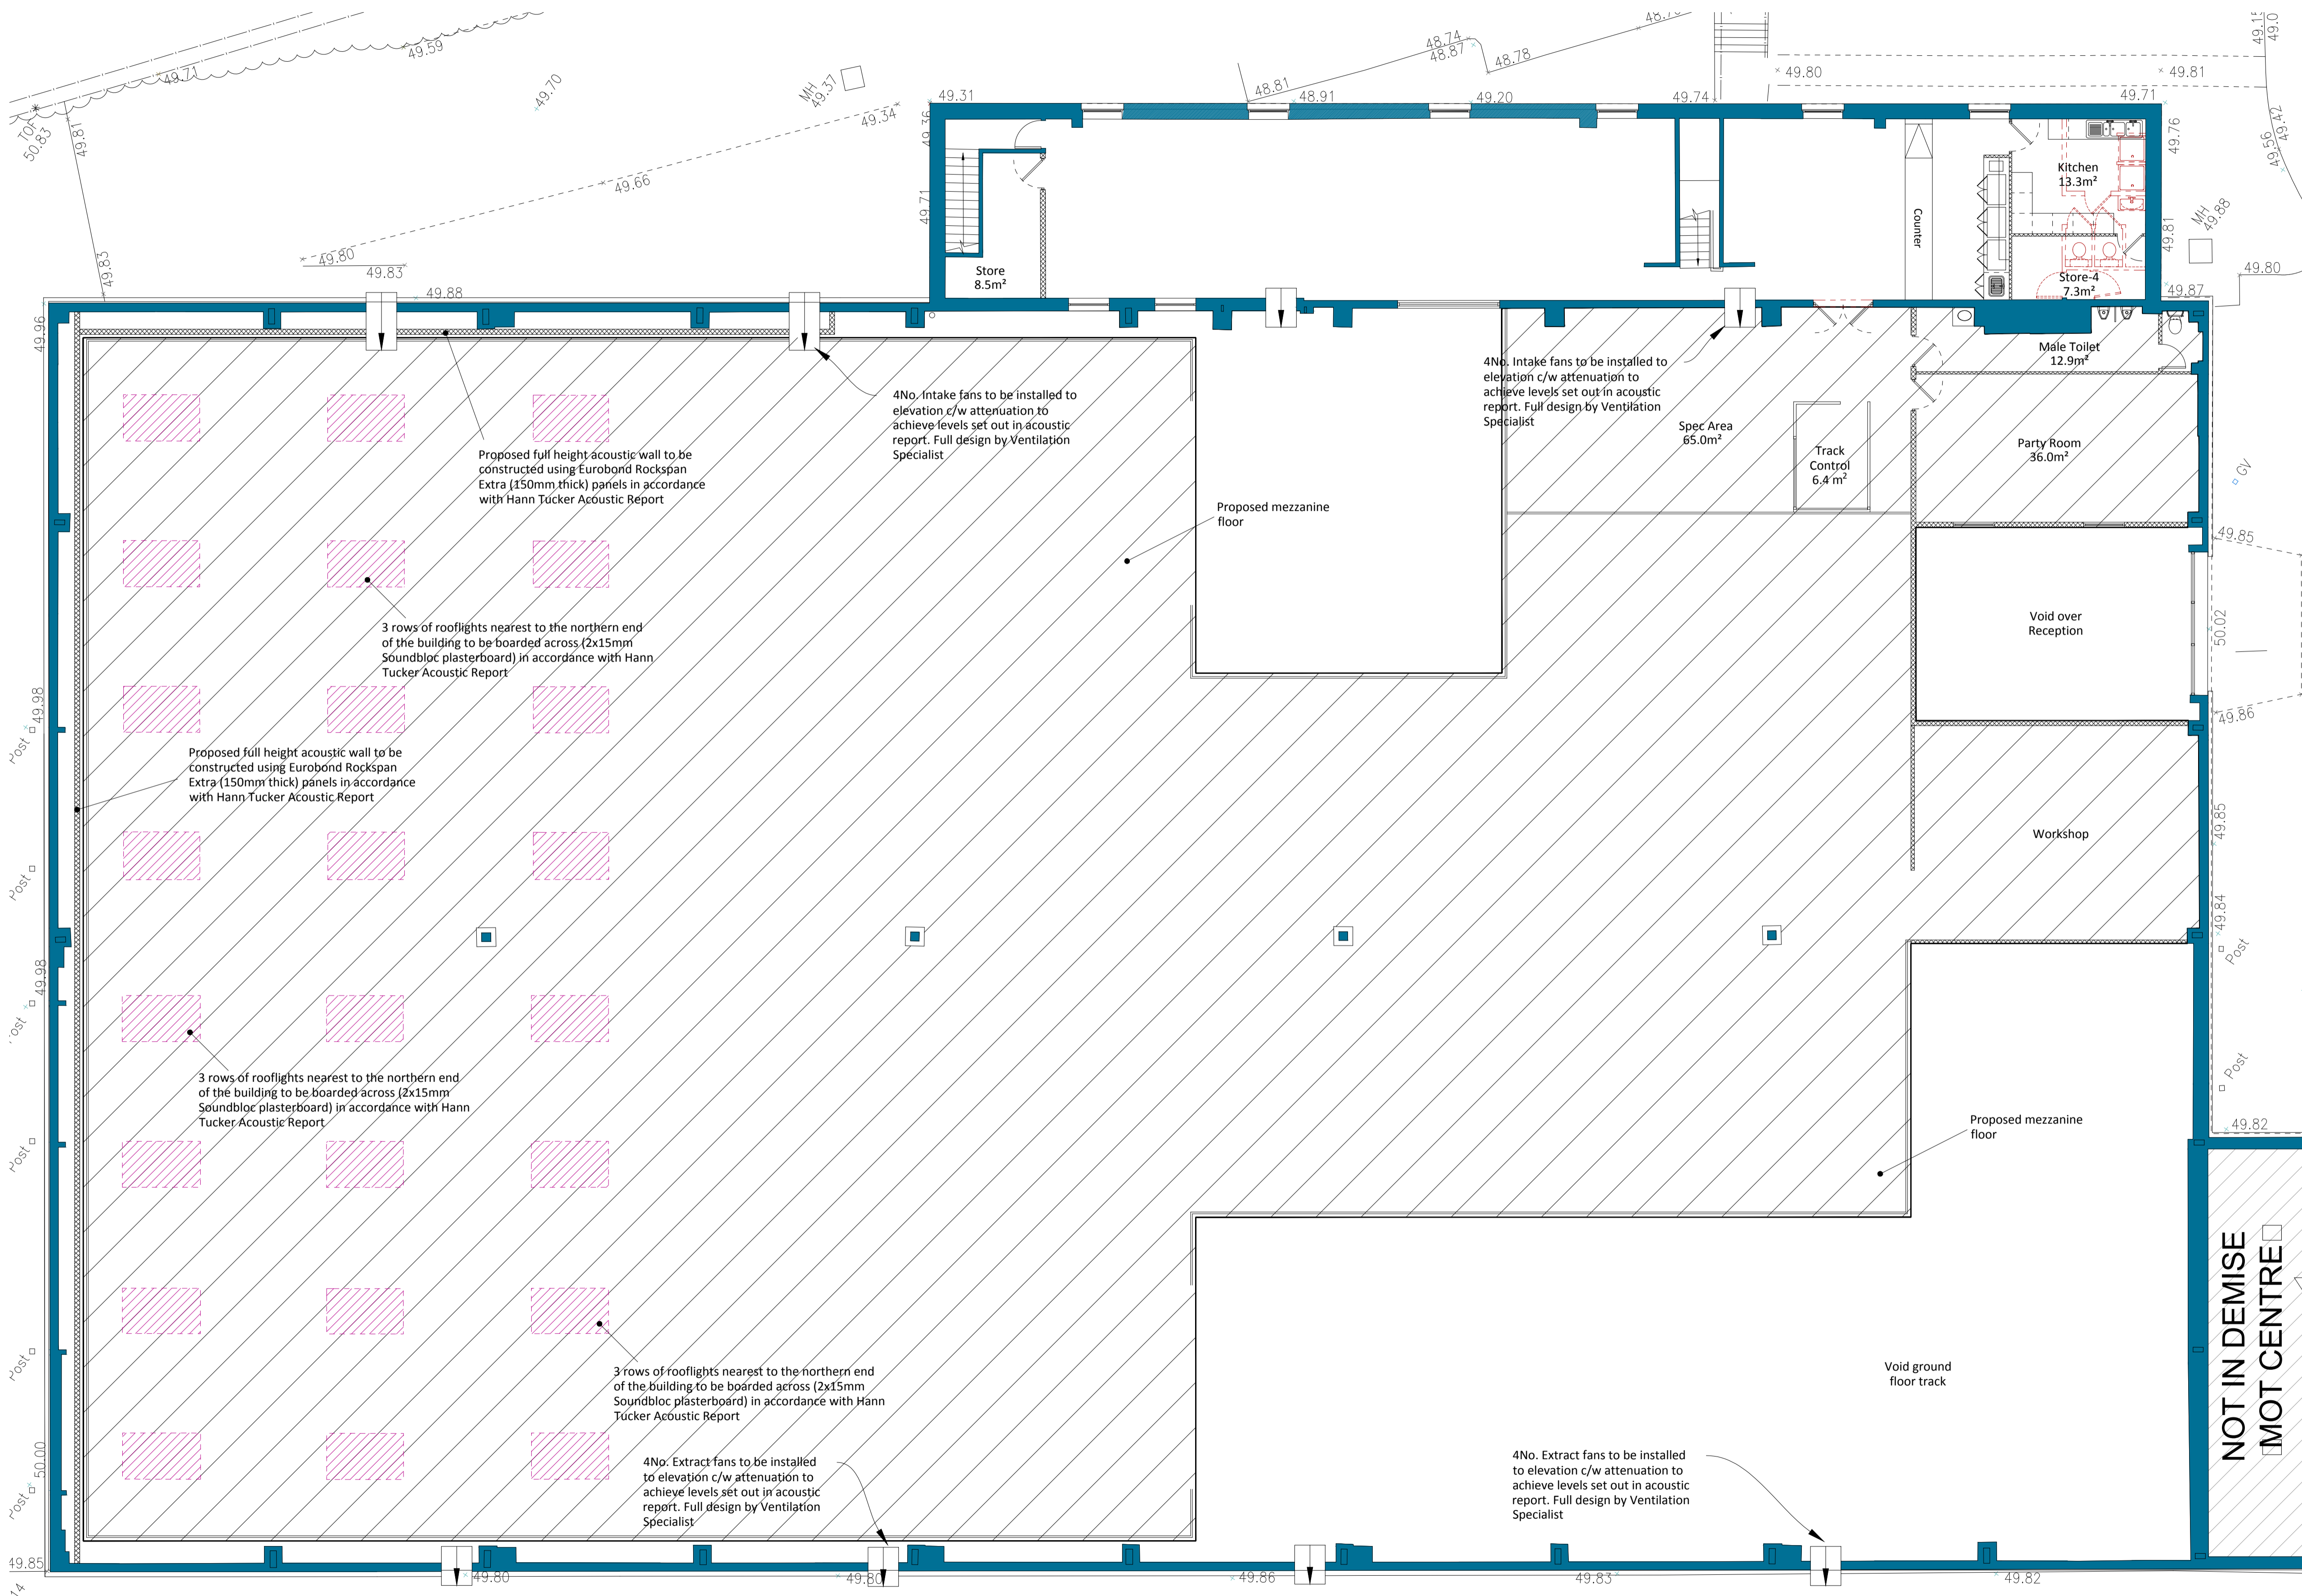 49.59
49.71
49.70
MH
49.37
49.34
TOF
50.83
49.81
49.66
49.80
49.83
49.83
49.88
49.96
49.31
49.36
49.71
48.81
48.74
48.87
48.78
48.91
49.20
49.74
49.80
49.81
49.71
49.76
49.56
49.42
MH
49.88
49.81
49.80
49.87
Kitchen
13.3m²
Counter
Store
8.5m²
Store-4
7.3m²
Male Toilet
12.9m²
4No. Intake fans to be installed to
elevation c/w attenuation to
achieve levels set out in acoustic
report. Full design by Ventilation
Specialist
4No. Intake fans to be installed to
elevation c/w attenuation to
achieve levels set out in acoustic
report. Full design by Ventilation
Specialist
Spec Area
65.0m²
Track
Control
6.4 m²
Party Room
36.0m²
GV
Proposed full height acoustic wall to be
constructed using Eurobond Rockspan
Extra (150mm thick) panels in accordance
with Hann Tucker Acoustic Report
Proposed mezzanine
floor
49.85
3 rows of rooflights nearest to the northern end
of the building to be boarded across (2x15mm
Soundbloc plasterboard) in accordance with Hann
Tucker Acoustic Report
Void over
Reception
50.02
49.98
Post
49.86
Proposed full height acoustic wall to be
constructed using Eurobond Rockspan
Extra (150mm thick) panels in accordance
with Hann Tucker Acoustic Report
Workshop
49.85
Post
49.84
Post
49.98
Post
3 rows of rooflights nearest to the northern end
of the building to be boarded across (2x15mm
Soundbloc plasterboard) in accordance with Hann
Tucker Acoustic Report
Proposed mezzanine
floor
49.82
Post
Post
NOT IN DEMISE
MOT CENTRE
3 rows of rooflights nearest to the northern end
of the building to be boarded across (2x15mm
Soundbloc plasterboard) in accordance with Hann
Tucker Acoustic Report
Void ground
floor track
Post
50.00
Post
4No. Extract fans to be installed
to elevation c/w attenuation to
achieve levels set out in acoustic
report. Full design by Ventilation
Specialist
4No. Extract fans to be installed
to elevation c/w attenuation to
achieve levels set out in acoustic
report. Full design by Ventilation
Specialist
49.85
14
49.80
49.80
49.86
49.83
49.82